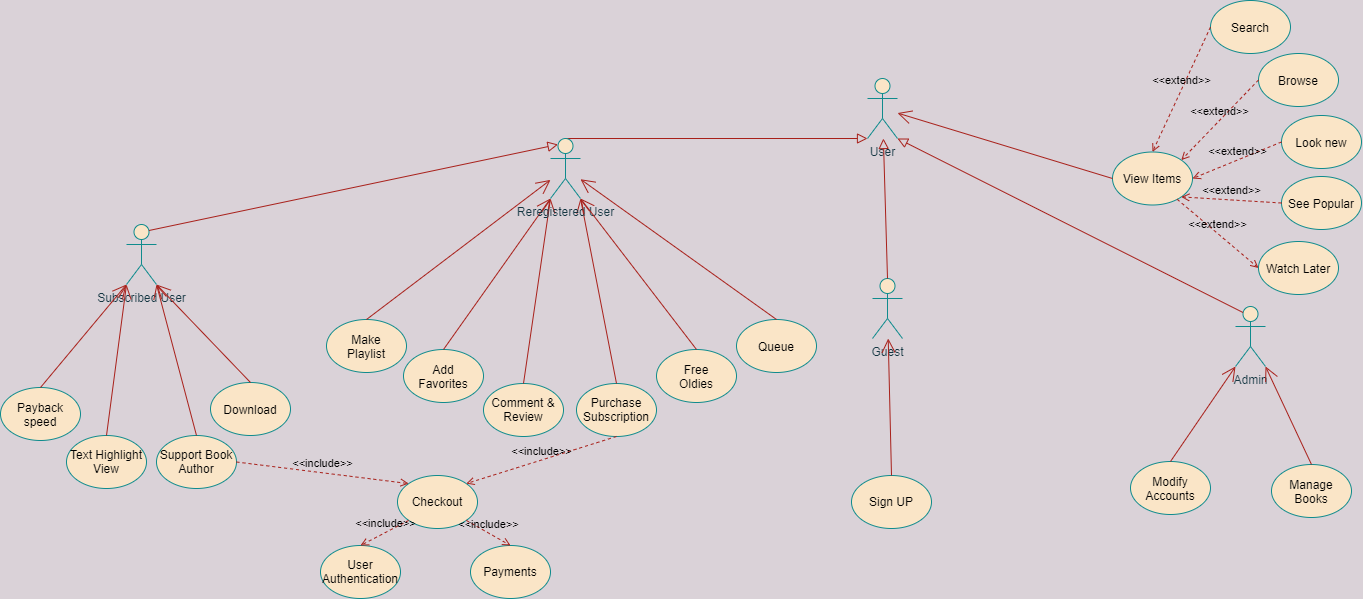 Search
<<extend>>
Browse
<<extend>>
User
Look new
<<extend>>
View Items
<<extend>>
See Popular
Reregistered User
<<extend>>
Watch Later
Subscribed User
Make
Playlist
Queue
Guest
Add
Favorites
Free
Oldies
Admin
Payback
speed
Download
Comment &
Review
Purchase
Subscription
Text Highlight
View
Support Book
Author
<<include>>
<<include>>
Checkout
Sign UP
Modify
Accounts
Manage
Books
<<include>>
<<include>>
User
Authentication
Payments